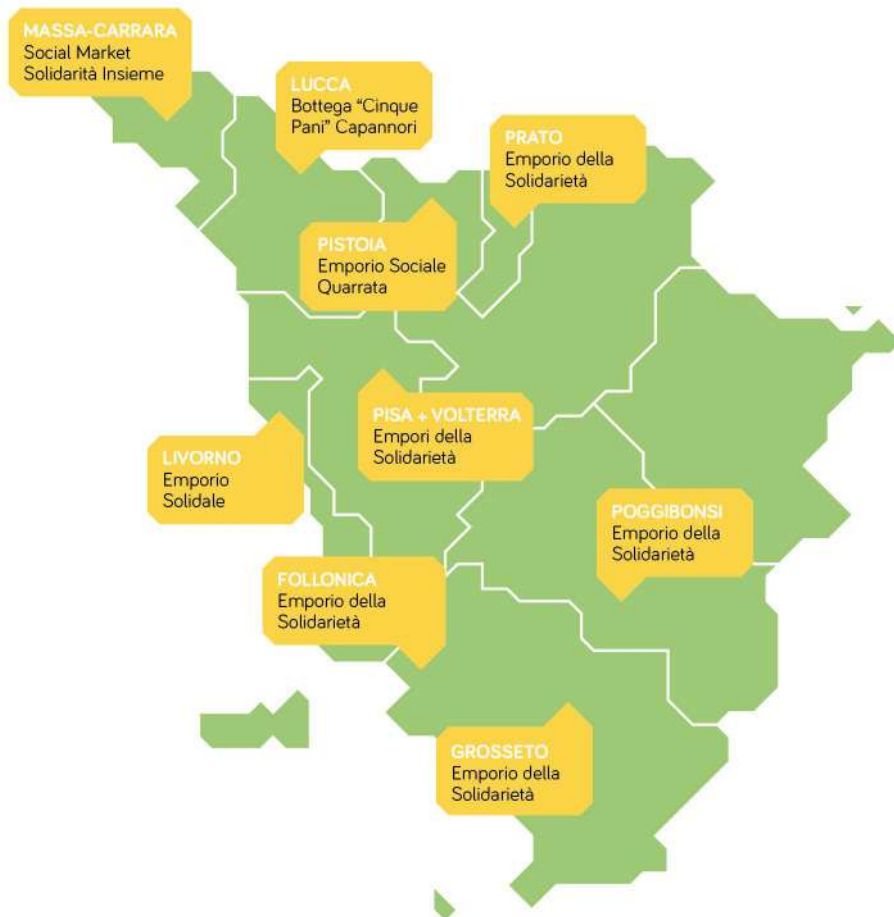 MASSA-CARRARA
Social Market
Solidarità Insieme
LUCCA
Bottega “Cinque
Pani” Capannori
PRATO
Emporio della
Solidarietà
PISTOIA
Emporio Sociale
Quarrata
PISA + VOLTERRA
Empori della
Solidarietà
LIVORNO
Emporio
Solidale
POGGIBONSI
Emporio della
Solidarietà
FOLLONICA
Emporio della
Solidarietà
GROSSETO
Emporio della
Solidarietà